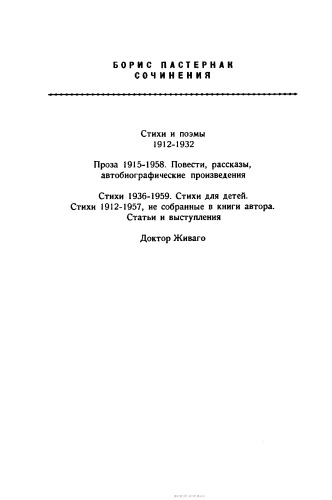 БОРИС ПАСТЕРНАК
СОЧИНЕНИЯ
Стихи и поэмы
1912-1932
Проза 1915-1958. Повести, рассказы,
автобиографические произведения
Стихи 1936-1959. Стихи для детей.
Стихи 1912-1957, не собранные в книги автора.
Статьи и выступления
Доктор Живаго